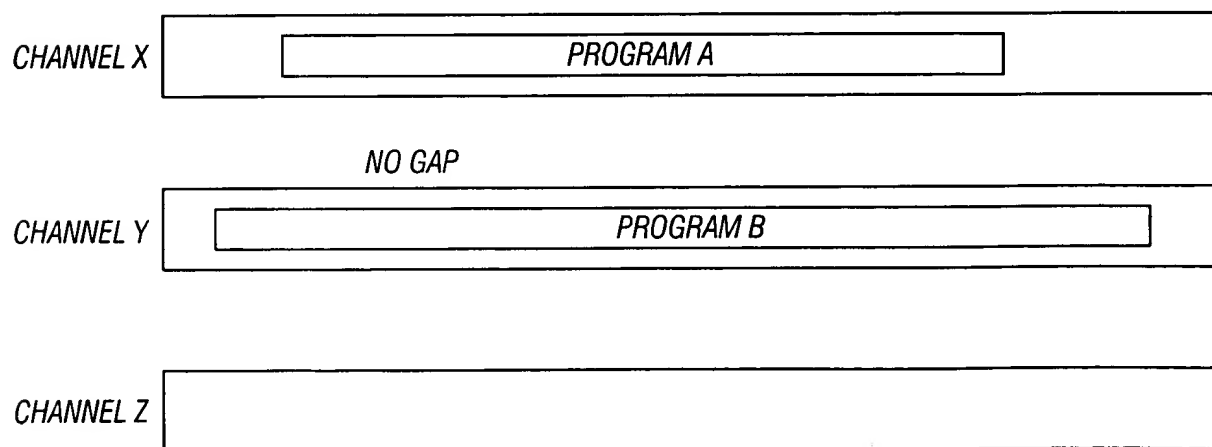 CHANNEL X
PROGRAM A
NO GAP
CHANNEL Y
PROGRAM B
CHANNEL Z